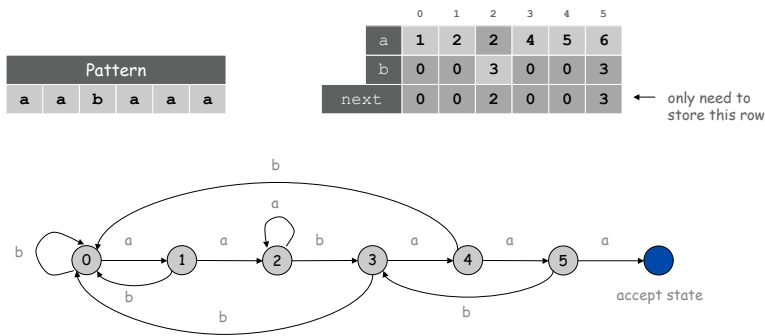 0 1 2 3 4 5
a 1 2 2 4 5 6
Pattern
b 0 0 3 0 0 3
a a b a a a
next 0 0 2 0 0 3
only need to
store this row
b
a
b a a b a a a
0 1 2 3 4 5
b
b
b
accept state